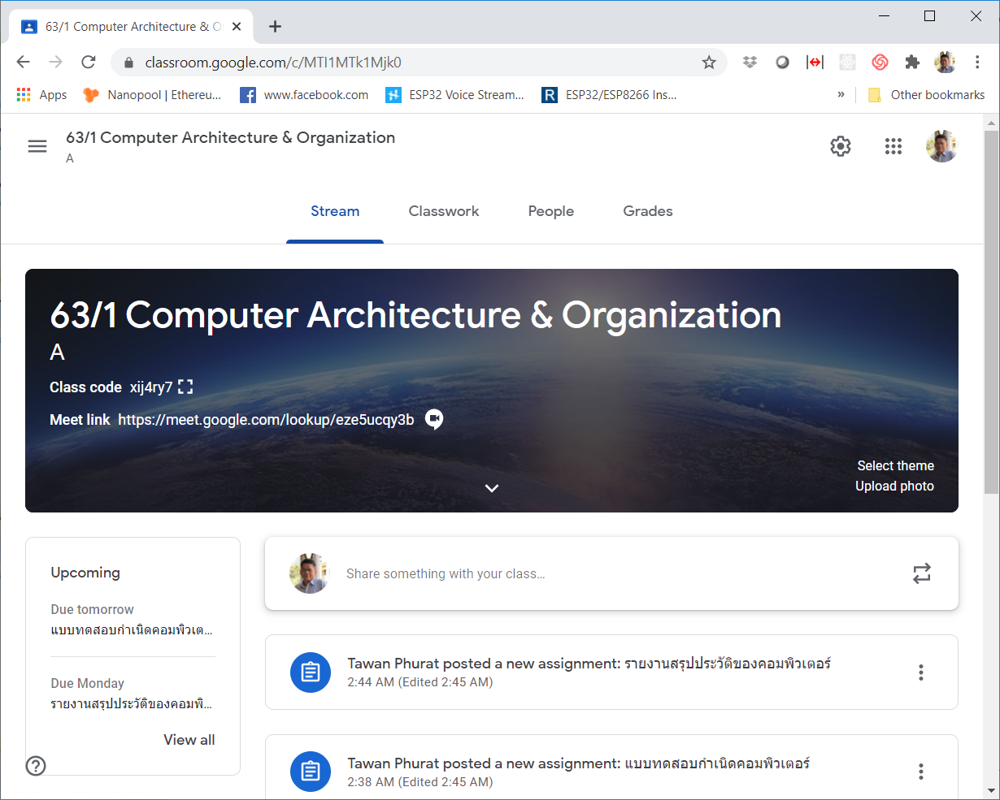 63/1 Computer Architecture & O
classroom.google.com/c/MTI1MTk1Mjk0
Apps
Nanopool | Ethereu...
www.facebook.com
ESP32 Voice Stream...
R
ESP32/ESP8266 Ins...
»
Other bookmarks
63/1 Computer Architecture & Organization
A
Stream
Classwork
People
Grades
63/1 Computer Architecture & Organization
A
Class code xij4ry7
Meet link https://meet.google.com/lookup/eze5ucqy3b
Select theme
Upload photo
Upcoming
Due tomorrow
แบบทดสอบกำเนิดคอมพิวเต...
Due Monday
รายงานสรุปประวัติของคอมพิ...
View all
Share something with your class...
Tawan Phurat posted a new assignment: รายงานสรุปประวัติของคอมพิวเตอร์
2:44 AM (Edited 2:45 AM)
Tawan Phurat posted a new assignment: แบบทดสอบกำเนิดคอมพิวเตอร์
2:38 AM (Edited 2:45 AM)